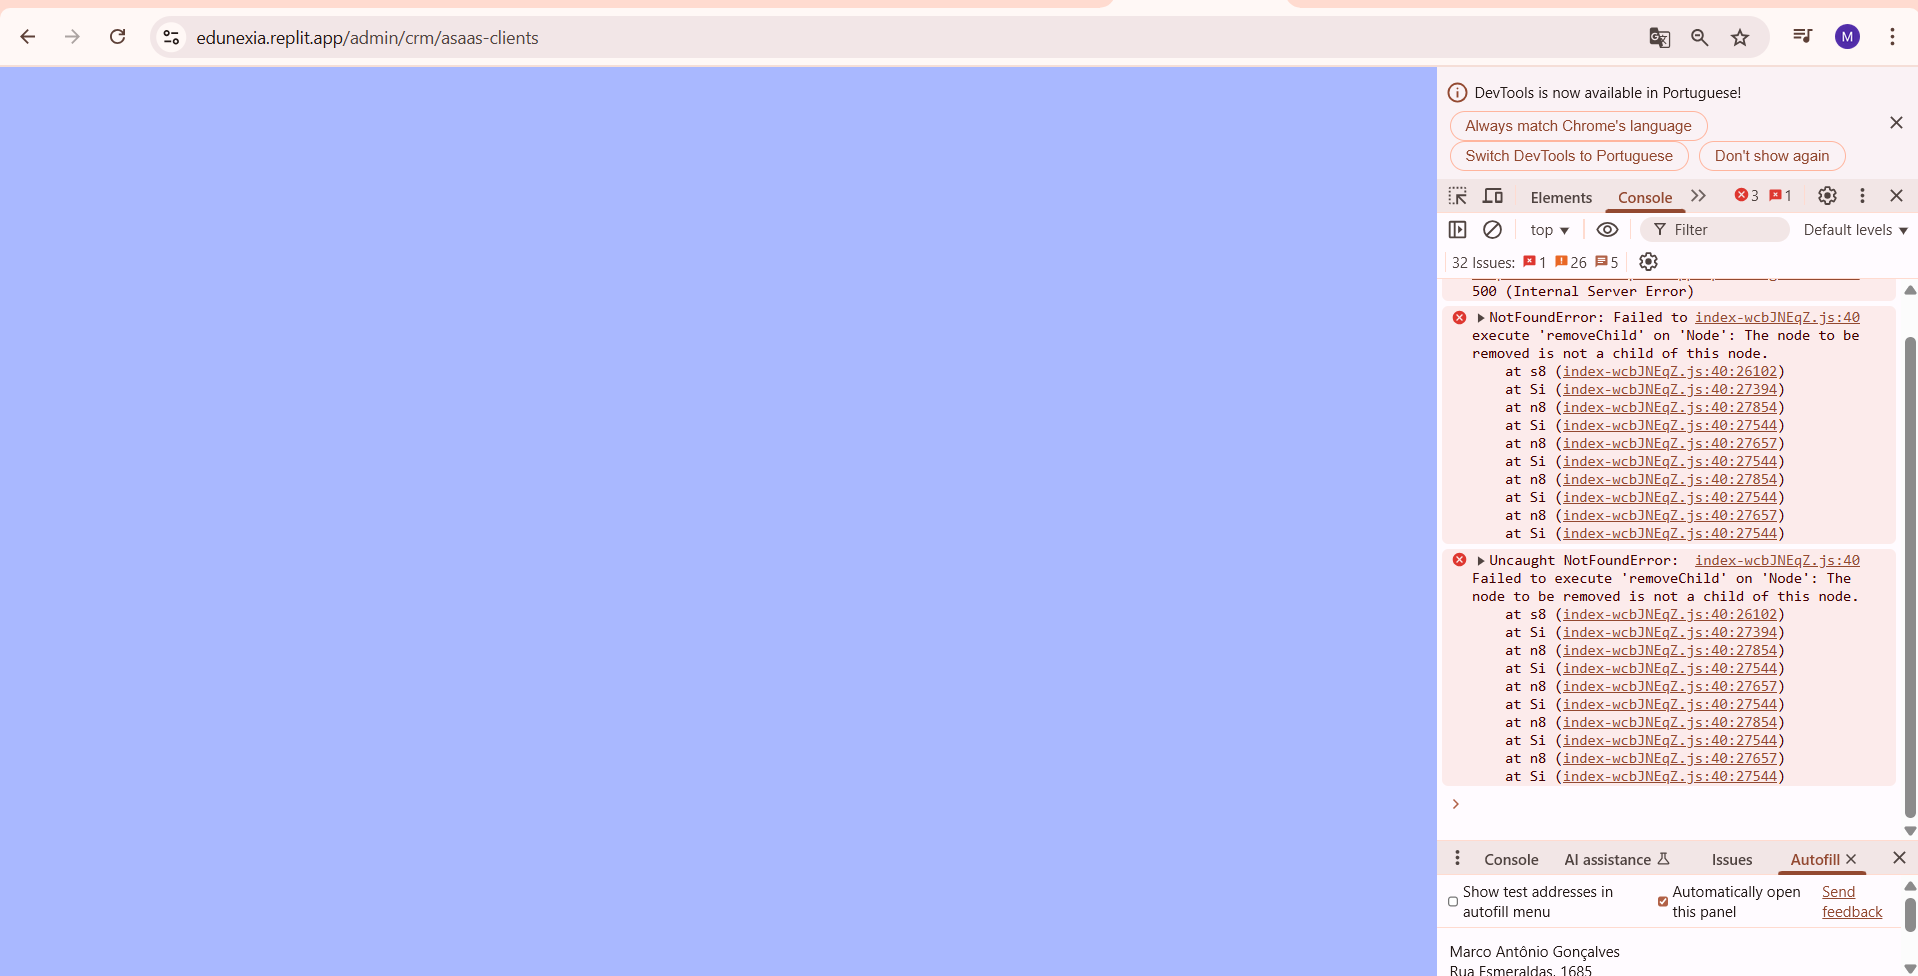 edunexia.replit.app/admin/crm/asaas-clients
M
DevTools is now available in Portuguese!
Always match Chrome's language
Switch DevTools to Portuguese
Don't show again
Elements
Console
3
1
top
Filter
Default levels
32 Issues:
1
26
5
500 (Internal Server Error)
NotFoundError: Failed to index-wcbJNEqZ.js:40
execute 'removeChild' on 'Node': The node to be
removed is not a child of this node.
at s8 (index-wcbJNEqZ.js:40:26102)
at Si (index-wcbJNEqZ.js:40:27394)
at n8 (index-wcbJNEqZ.js:40:27854)
at Si (index-wcbJNEqZ.js:40:27544)
at n8 (index-wcbJNEqZ.js:40:27657)
at Si (index-wcbJNEqZ.js:40:27544)
at n8 (index-wcbJNEqZ.js:40:27854)
at Si (index-wcbJNEqZ.js:40:27544)
at n8 (index-wcbJNEqZ.js:40:27657)
at Si (index-wcbJNEqZ.js:40:27544)
Uncaught NotFoundError: index-wcbJNEqZ.js:40
Failed to execute 'removeChild' on 'Node': The
node to be removed is not a child of this node.
at s8 (index-wcbJNEqZ.js:40:26102)
at Si (index-wcbJNEqZ.js:40:27394)
at n8 (index-wcbJNEqZ.js:40:27854)
at Si (index-wcbJNEqZ.js:40:27544)
at n8 (index-wcbJNEqZ.js:40:27657)
at Si (index-wcbJNEqZ.js:40:27544)
at n8 (index-wcbJNEqZ.js:40:27854)
at Si (index-wcbJNEqZ.js:40:27544)
at n8 (index-wcbJNEqZ.js:40:27657)
at Si (index-wcbJNEqZ.js:40:27544)
Console
AI assistance
Issues
Autofill
Show test addresses in
autofill menu
Automatically open
this panel
Send
feedback
Marco Antônio Gonçalves
Rua Esmeraldas, 1685